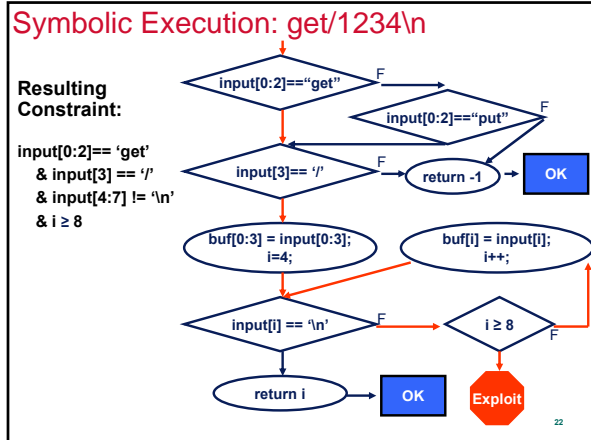 Symbolic Execution: get/1234\n
Resulting
Constraint:
input[0:2]== ‘get’
& input[3] == ‘/’
& input[4:7] != ‘\n’
& i ≥ 8
input[0:2]==“get”
F
input[0:2]==“put”
F
input[3]== ‘/’
F
return -1
OK
buf[0:3] = input[0:3];
i=4;
buf[i] = input[i];
i++;
input[i] == ‘\n’
F
i ≥ 8
F
return i
OK
Exploit
22